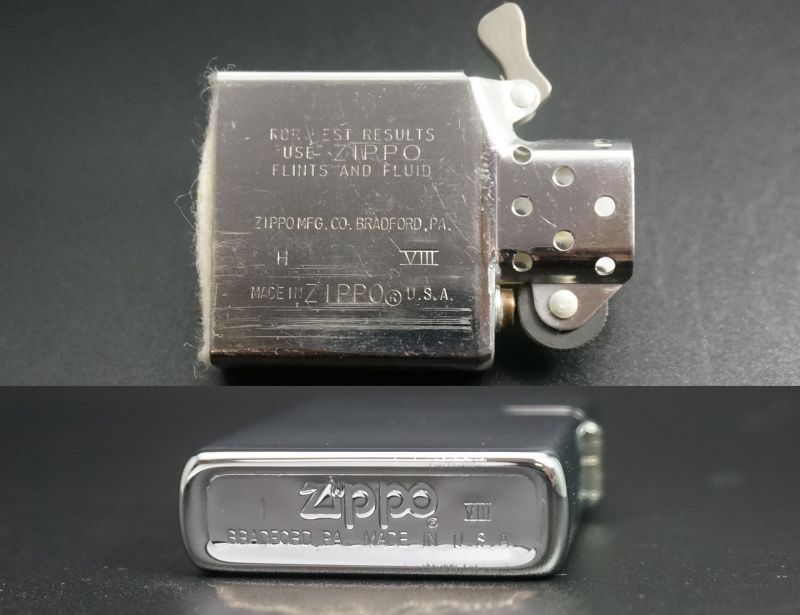 FOR BEST RESULTS
USE ZIPPO
FLINTS AND FLUID
ZIPPO MFG. CO. BRADFORD, PA.
H VIII
MADE IN ZIPPO® U.S.A.
I Zippo® VIII
BRADFORD, PA. MADE IN U.S.A.